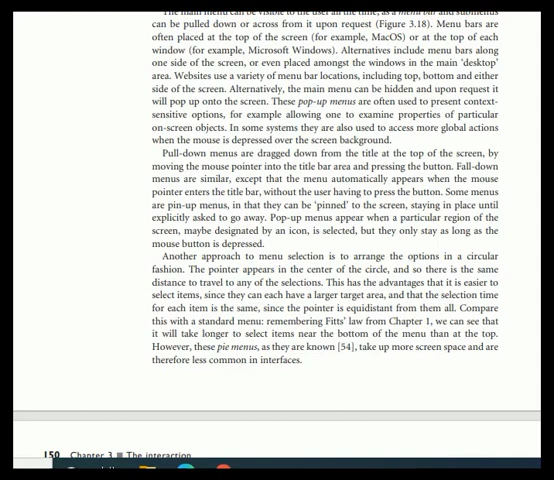 The main menu can be visible to the user all the time, as a menu bar and submenus
can be pulled down or across from it upon request (Figure 3.18). Menu bars are
often placed at the top of the screen (for example, MacOS) or at the top of each
window (for example, Microsoft Windows). Alternatives include menu bars along
one side of the screen, or even placed amongst the windows in the main 'desktop'
area. Websites use a variety of menu bar locations, including top, bottom and either
side of the screen. Alternatively, the main menu can be hidden and upon request it
will pop up onto the screen. These pop-up menus are often used to present context-
sensitive options, for example allowing one to examine properties of particular
on-screen objects. In some systems they are also used to access more global actions
when the mouse is depressed over the screen background.
Pull-down menus are dragged down from the title at the top of the screen, by
moving the mouse pointer into the title bar area and pressing the button. Fall-down
menus are similar, except that the menu automatically appears when the mouse
pointer enters the title bar, without the user having to press the button. Some menus
are pin-up menus, in that they can be 'pinned' to the screen, staying in place until
explicitly asked to go away. Pop-up menus appear when a particular region of the
screen, maybe designated by an icon, is selected, but they only stay as long as the
mouse button is depressed.
Another approach to menu selection is to arrange the options in a circular
fashion. The pointer appears in the center of the circle, and so there is the same
distance to travel to any of the selections. This has the advantages that it is easier to
select items, since they can each have a larger target area, and that the selection time
for each item is the same, since the pointer is equidistant from them all. Compare
this with a standard menu: remembering Fitts' law from Chapter 1, we can see that
it will take longer to select items near the bottom of the menu than at the top.
However, these pie menus, as they are known [54], take up more screen space and are
therefore less common in interfaces.
150 Chapter 3 ■ The interaction